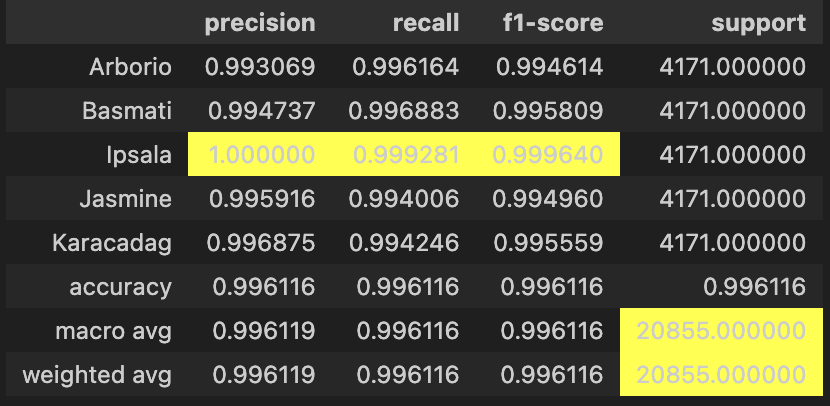 precision recall f1-score support
Arborio 0.993069 0.996164 0.994614 4171.000000
Basmati 0.994737 0.996883 0.995809 4171.000000
Ipsala 1.000000 0.999281 0.999640 4171.000000
Jasmine 0.995916 0.994006 0.994960 4171.000000
Karacadag 0.996875 0.994246 0.995559 4171.000000
accuracy 0.996116 0.996116 0.996116 0.996116
macro avg 0.996119 0.996116 0.996116 20855.000000
weighted avg 0.996119 0.996116 0.996116 20855.000000